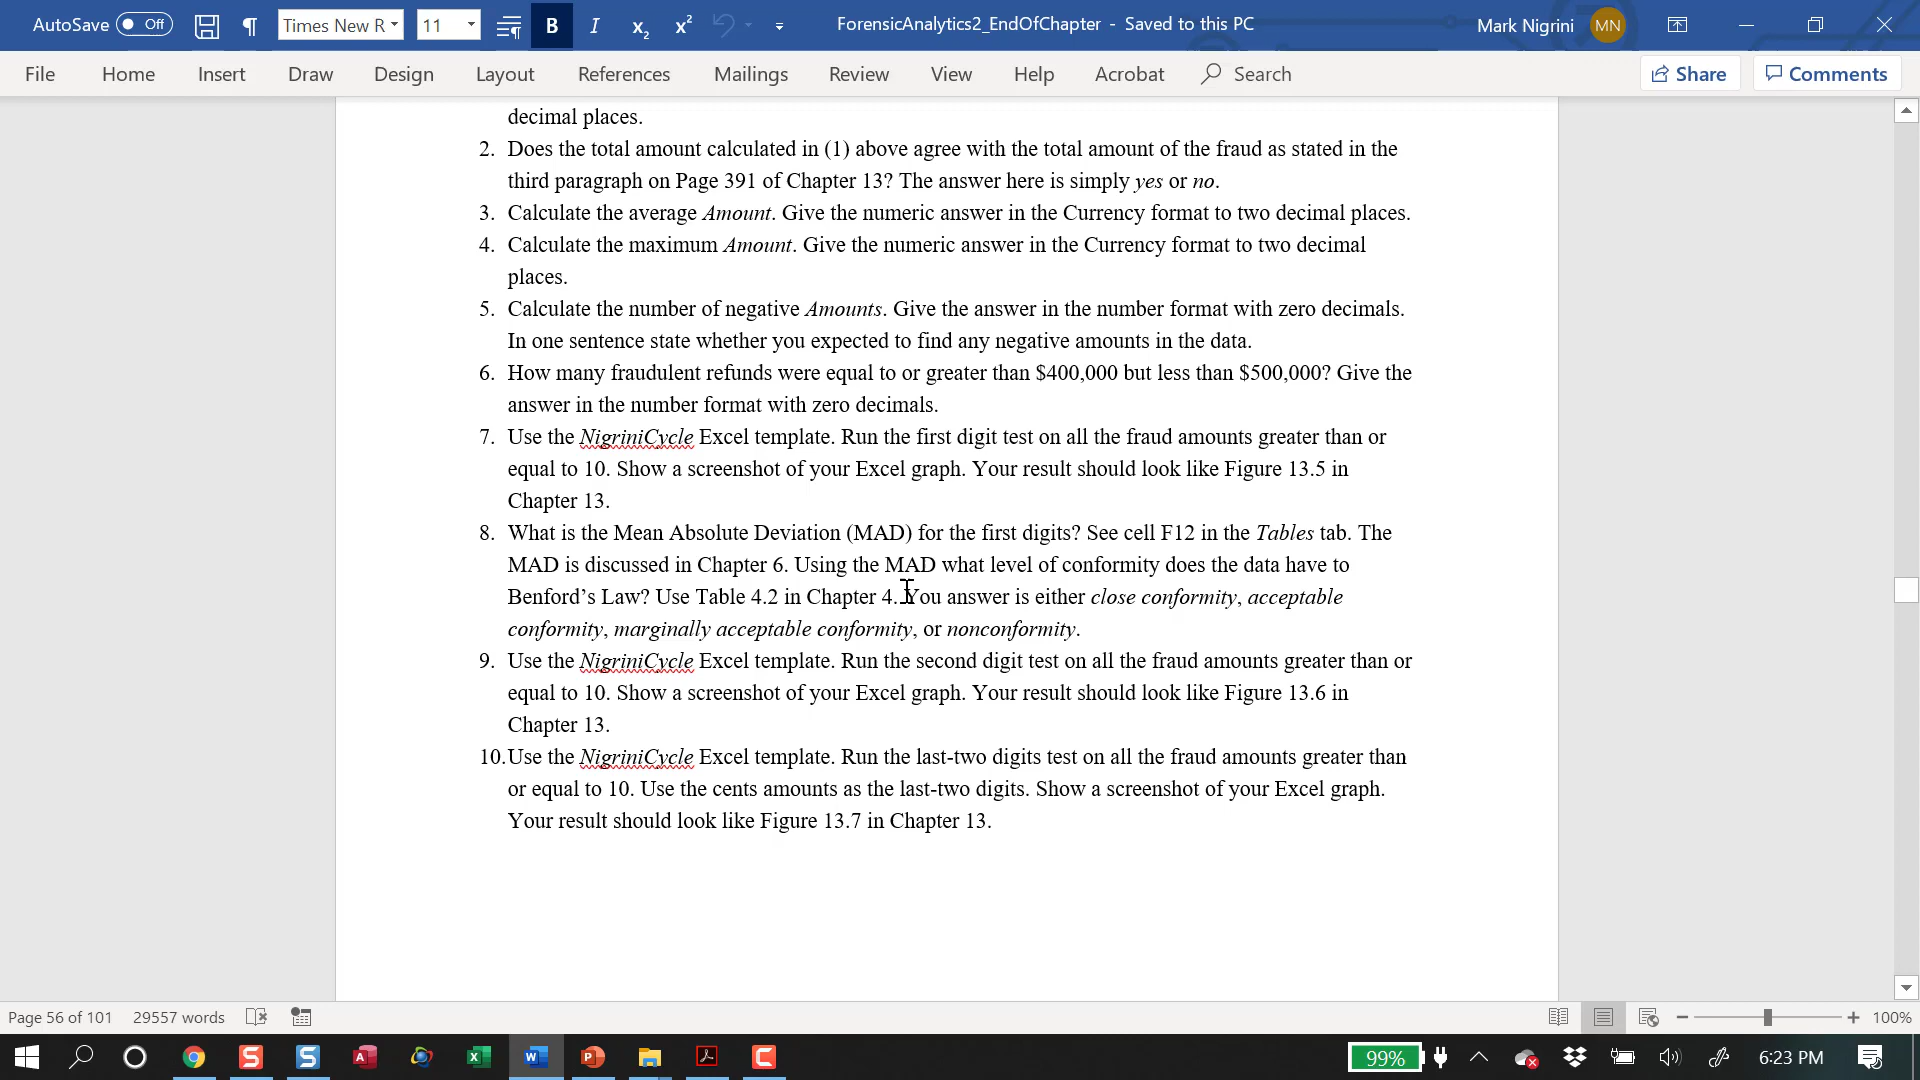 AutoSave Off Times New R 11 B I x₂ x² ForensicAnalytics2_EndOfChapter - Saved to this PC Mark Nigrini MN
File Home Insert Draw Design Layout References Mailings Review View Help Acrobat Search Share Comments
decimal places.
2. Does the total amount calculated in (1) above agree with the total amount of the fraud as stated in the
third paragraph on Page 391 of Chapter 13? The answer here is simply yes or no.
3. Calculate the average Amount. Give the numeric answer in the Currency format to two decimal places.
4. Calculate the maximum Amount. Give the numeric answer in the Currency format to two decimal
places.
5. Calculate the number of negative Amounts. Give the answer in the number format with zero decimals.
In one sentence state whether you expected to find any negative amounts in the data.
6. How many fraudulent refunds were equal to or greater than $400,000 but less than $500,000? Give the
answer in the number format with zero decimals.
7. Use the NigriniCycle Excel template. Run the first digit test on all the fraud amounts greater than or
equal to 10. Show a screenshot of your Excel graph. Your result should look like Figure 13.5 in
Chapter 13.
8. What is the Mean Absolute Deviation (MAD) for the first digits? See cell F12 in the Tables tab. The
MAD is discussed in Chapter 6. Using the MAD what level of conformity does the data have to
Benford’s Law? Use Table 4.2 in Chapter 4. You answer is either close conformity, acceptable
conformity, marginally acceptable conformity, or nonconformity.
9. Use the NigriniCycle Excel template. Run the second digit test on all the fraud amounts greater than or
equal to 10. Show a screenshot of your Excel graph. Your result should look like Figure 13.6 in
Chapter 13.
10. Use the NigriniCycle Excel template. Run the last-two digits test on all the fraud amounts greater than
or equal to 10. Use the cents amounts as the last-two digits. Show a screenshot of your Excel graph.
Your result should look like Figure 13.7 in Chapter 13.
Page 56 of 101 29557 words 100%
99% 6:23 PM